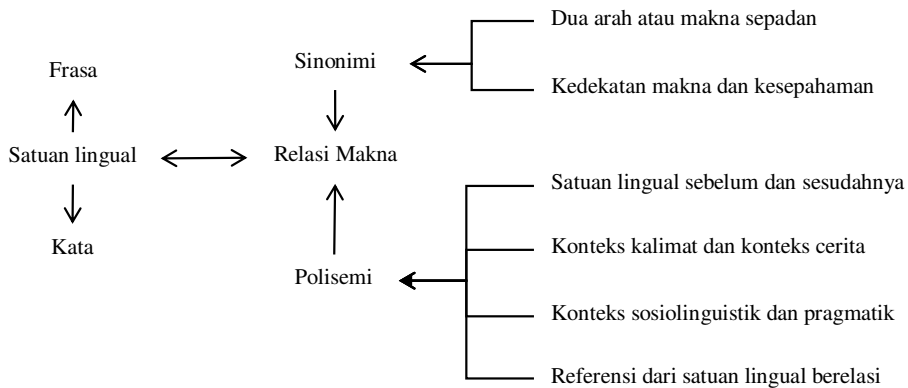 Frasa
Satuan lingual
Kata
Sinonimi
Relasi Makna
Polisemi
Dua arah atau makna sepadan
Kedekatan makna dan kesepahaman
Satuan lingual sebelum dan sesudahnya
Konteks kalimat dan konteks cerita
Konteks sosiolinguistik dan pragmatik
Referensi dari satuan lingual berelasi